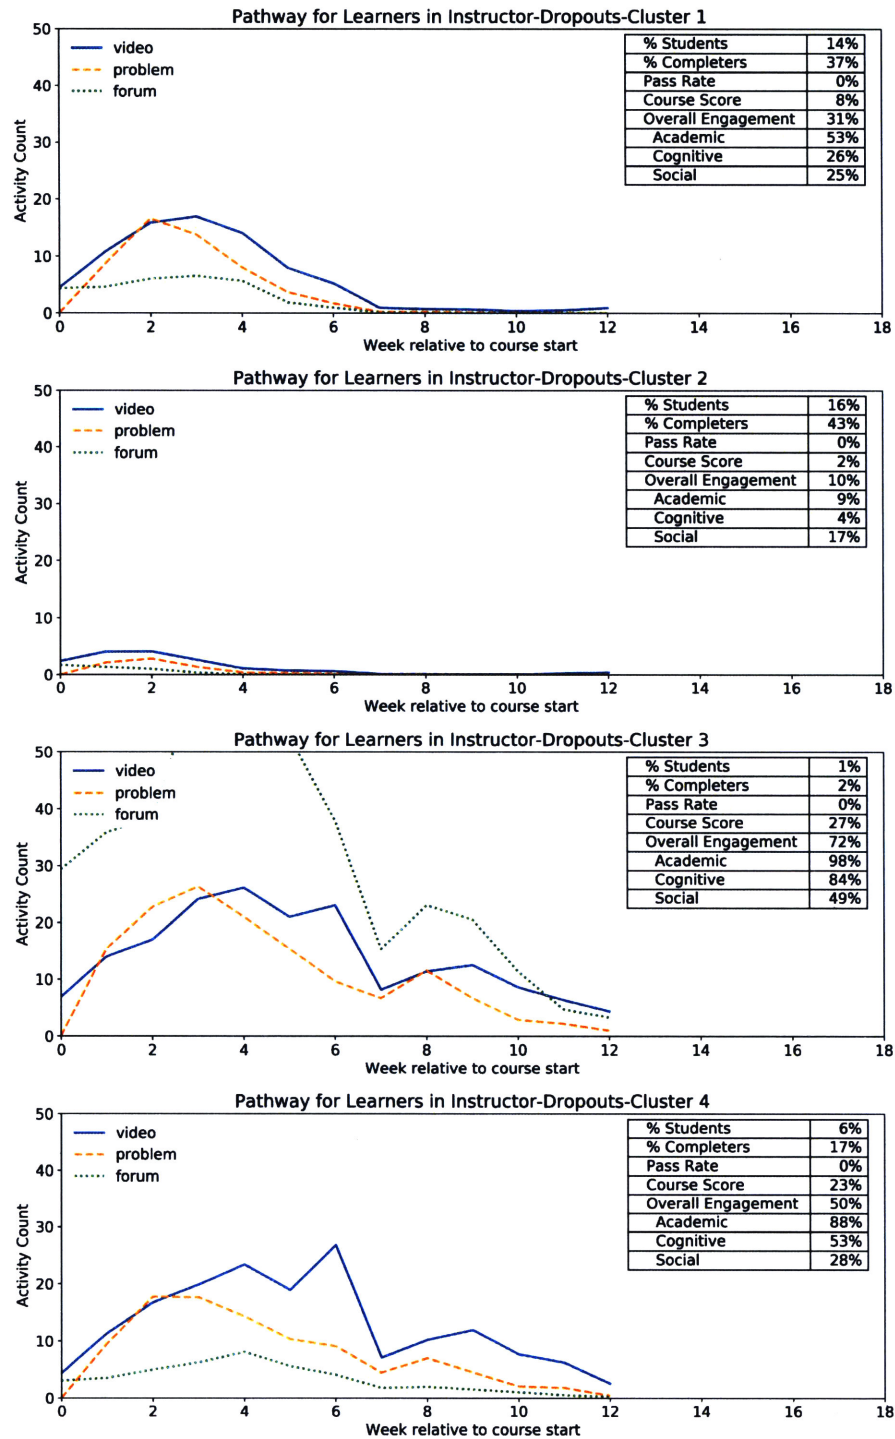 Pathway for Learners in Instructor-Dropouts-Cluster 1
50
40
30
20
10
0
Activity Count
video
problem
forum
% Students 14%
% Completers 37%
Pass Rate 0%
Course Score 8%
Overall Engagement 31%
Academic 53%
Cognitive 26%
Social 25%
0 2 4 6 8 10 12 14 16 18
Week relative to course start
Pathway for Learners in Instructor-Dropouts-Cluster 2
50
40
30
20
10
0
Activity Count
video
problem
forum
% Students 16%
% Completers 43%
Pass Rate 0%
Course Score 2%
Overall Engagement 10%
Academic 9%
Cognitive 4%
Social 17%
0 2 4 6 8 10 12 14 16 18
Week relative to course start
Pathway for Learners in Instructor-Dropouts-Cluster 3
50
40
30
20
10
0
Activity Count
video
problem
forum
% Students 1%
% Completers 2%
Pass Rate 0%
Course Score 27%
Overall Engagement 72%
Academic 98%
Cognitive 84%
Social 49%
0 2 4 6 8 10 12 14 16 18
Week relative to course start
Pathway for Learners in Instructor-Dropouts-Cluster 4
50
40
30
20
10
0
Activity Count
video
problem
forum
% Students 6%
% Completers 17%
Pass Rate 0%
Course Score 23%
Overall Engagement 50%
Academic 88%
Cognitive 53%
Social 28%
0 2 4 6 8 10 12 14 16 18
Week relative to course start